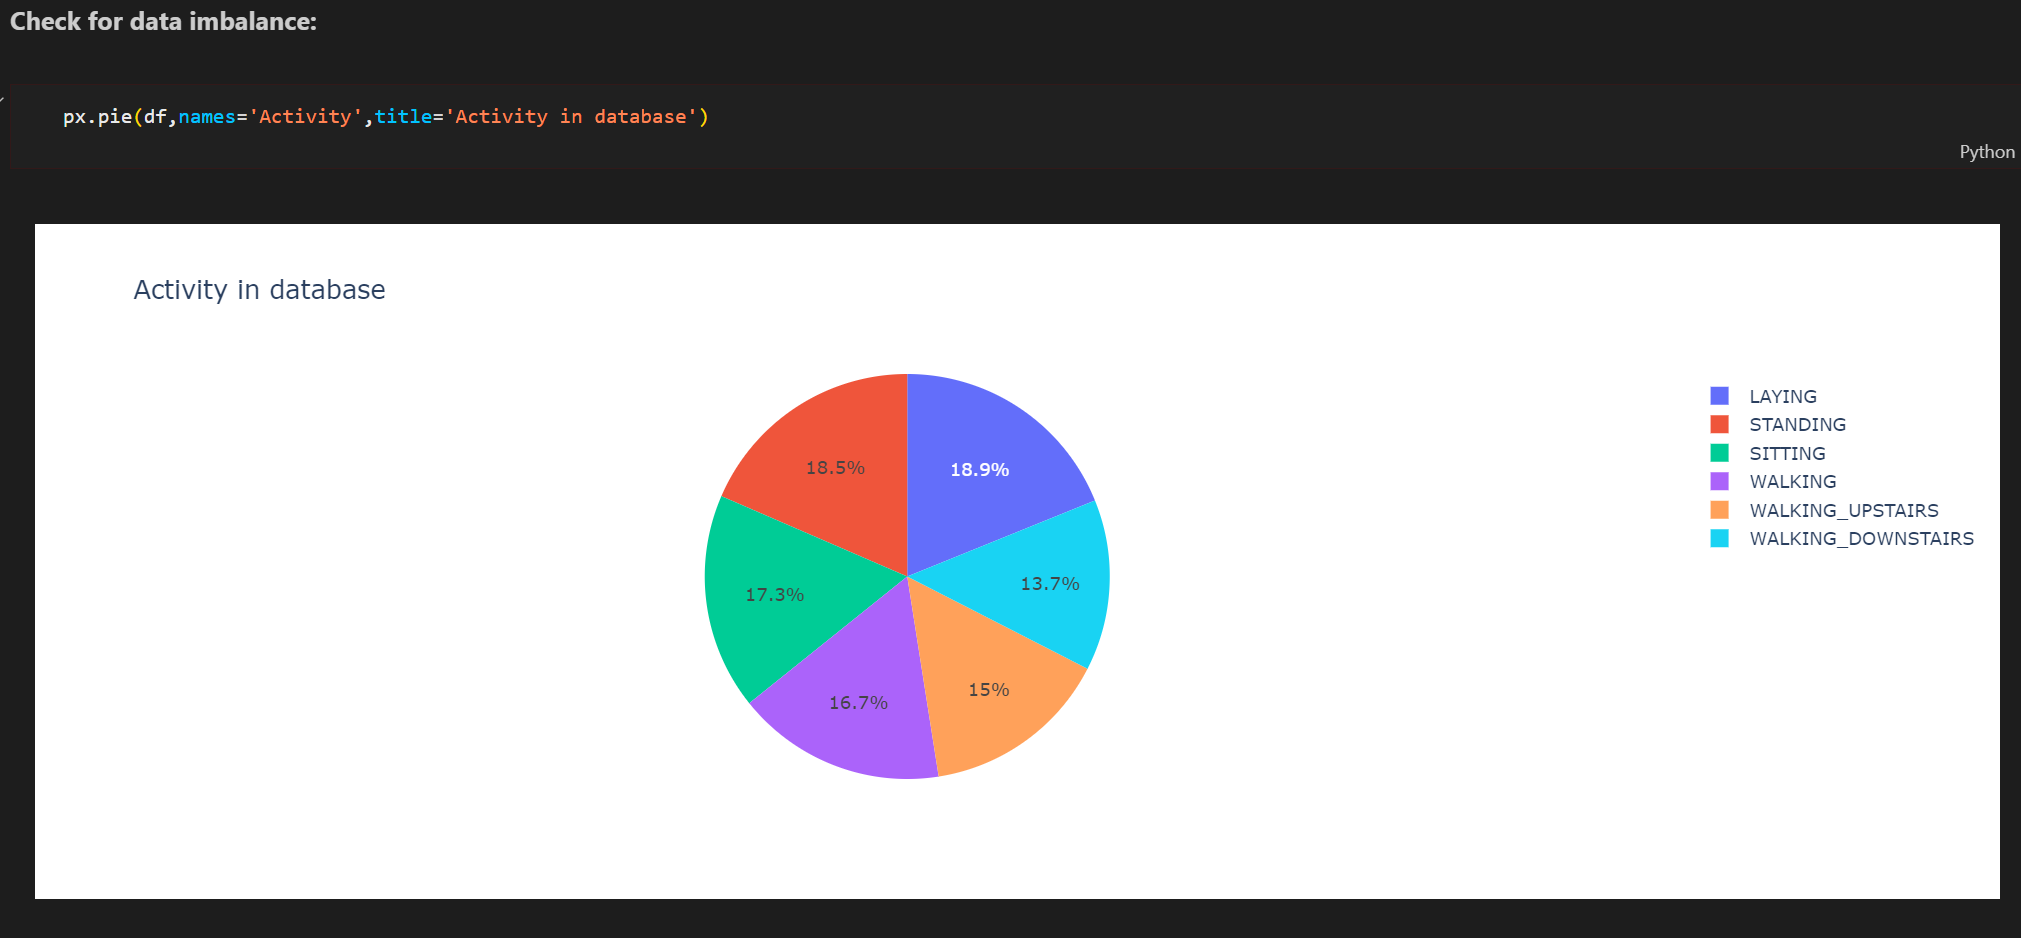 Check for data imbalance:
px.pie(df,names='Activity',title='Activity in database')
Python
Activity in database
18.5%
18.9%
17.3%
13.7%
16.7%
15%
LAYING
STANDING
SITTING
WALKING
WALKING_UPSTAIRS
WALKING_DOWNSTAIRS